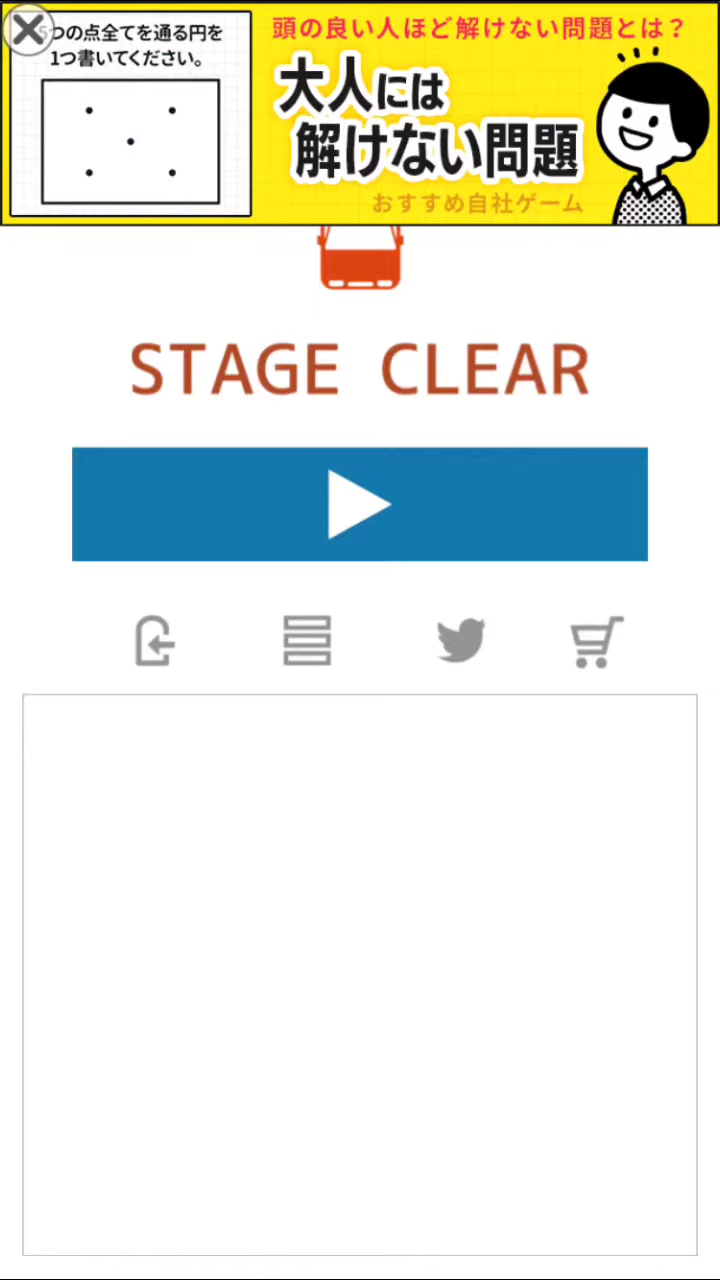 5つの点全てを通る円を
1つ書いてください。
頭の良い人ほど解けない問題とは？
大人には
解けない問題
おすすめ自社ゲーム
STAGE CLEAR